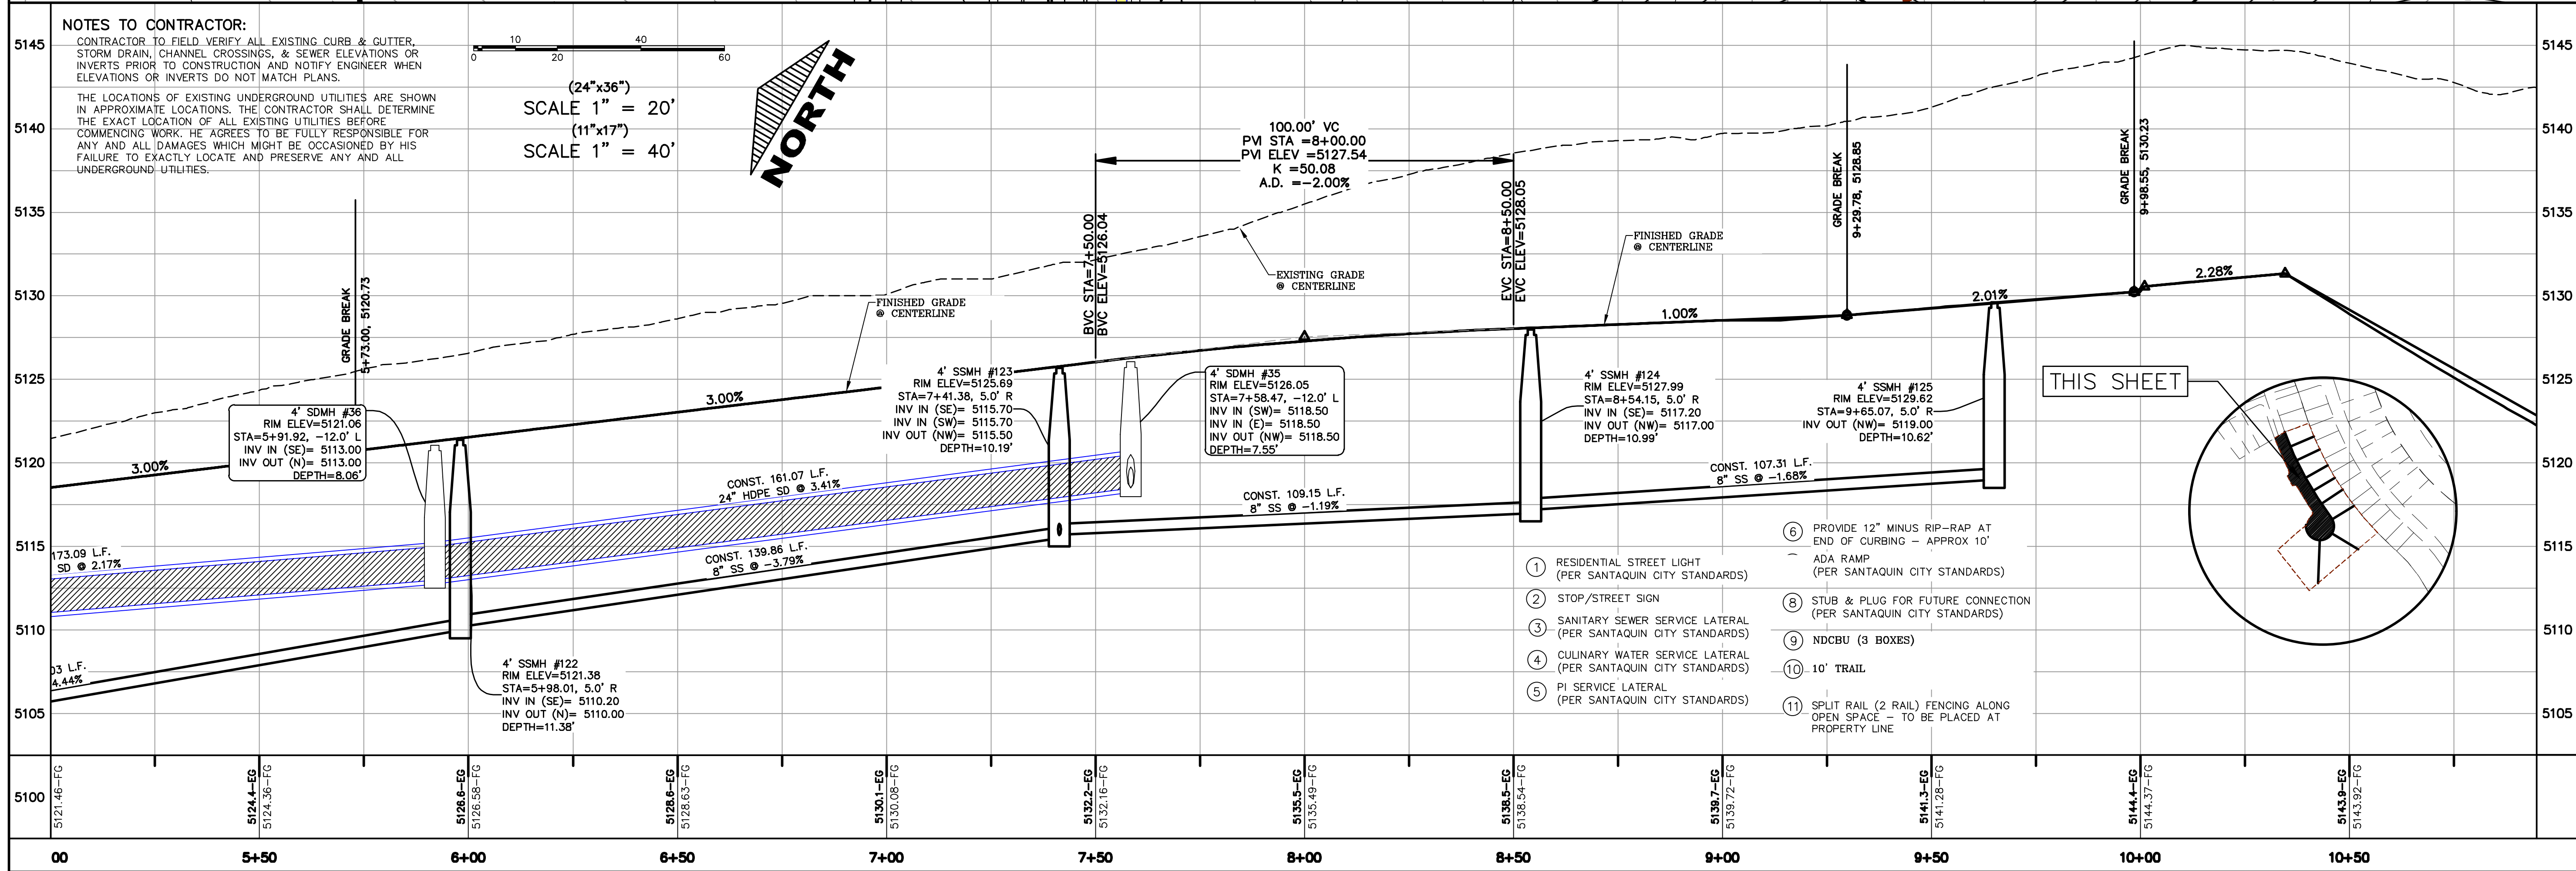 NOTES TO CONTRACTOR:
CONTRACTOR TO FIELD VERIFY ALL EXISTING CURB & GUTTER,
STORM DRAIN, CHANNEL CROSSINGS, & SEWER ELEVATIONS OR
INVERTS PRIOR TO CONSTRUCTION AND NOTIFY ENGINEER WHEN
ELEVATIONS OR INVERTS DO NOT MATCH PLANS.
THE LOCATIONS OF EXISTING UNDERGROUND UTILITIES ARE SHOWN
IN APPROXIMATE LOCATIONS. THE CONTRACTOR SHALL DETERMINE
THE EXACT LOCATION OF ALL EXISTING UTILITIES BEFORE
COMMENCING WORK. HE AGREES TO BE FULLY RESPONSIBLE FOR
ANY AND ALL DAMAGES WHICH MIGHT BE OCCASIONED BY HIS
FAILURE TO EXACTLY LOCATE AND PRESERVE ANY AND ALL
UNDERGROUND UTILITIES.
10 40
0 20 60
(24"x36")
SCALE 1" = 20'
(11"x17")
SCALE 1" = 40'
NORTH
5145
5140
5135
5130
5125
5120
5115
5110
5105
5100
5145
5140
5135
5130
5125
5120
5115
5110
5105
GRADE BREAK
5+73.00, 5120.73
100.00' VC
PVI STA =8+00.00
PVI ELEV =5127.54
K =50.08
A.D. =-2.00%
BVC STA=7+50.00
BVC ELEV=5126.04
EVC STA=8+50.00
EVC ELEV=5128.05
EXISTING GRADE
@ CENTERLINE
FINISHED GRADE
@ CENTERLINE
FINISHED GRADE
@ CENTERLINE
GRADE BREAK
9+29.78, 5128.85
GRADE BREAK
9+98.55, 5130.23
3.00%
3.00%
1.00%
2.01%
2.28%
4' SDMH #36
RIM ELEV=5121.06
STA=5+91.92, -12.0' L
INV IN (SE)= 5113.00
INV OUT (N)= 5113.00
DEPTH=8.06'
4' SSMH #123
RIM ELEV=5125.69
STA=7+41.38, 5.0' R
INV IN (SE)= 5115.70
INV IN (SW)= 5115.70
INV OUT (NW)= 5115.50
DEPTH=10.19'
4' SDMH #35
RIM ELEV=5126.05
STA=7+58.47, -12.0' L
INV IN (SW)= 5118.50
INV IN (E)= 5118.50
INV OUT (NW)= 5118.50
DEPTH=7.55'
4' SSMH #124
RIM ELEV=5127.99
STA=8+54.15, 5.0' R
INV IN (SE)= 5117.20
INV OUT (NW)= 5117.00
DEPTH=10.99'
4' SSMH #125
RIM ELEV=5129.62
STA=9+65.07, 5.0' R
INV OUT (NW)= 5119.00
DEPTH=10.62'
4' SSMH #122
RIM ELEV=5121.38
STA=5+98.01, 5.0' R
INV IN (SE)= 5110.20
INV OUT (N)= 5110.00
DEPTH=11.38'
173.09 L.F.
SD @ 2.17%
CONST. 161.07 L.F.
24" HDPE SD @ 3.41%
CONST. 139.86 L.F.
8" SS @ -3.79%
CONST. 109.15 L.F.
8" SS @ -1.19%
CONST. 107.31 L.F.
8" SS @ -1.68%
03 L.F.
4.44%
THIS SHEET
1 RESIDENTIAL STREET LIGHT
(PER SANTAQUIN CITY STANDARDS)
2 STOP/STREET SIGN
3 SANITARY SEWER SERVICE LATERAL
(PER SANTAQUIN CITY STANDARDS)
4 CULINARY WATER SERVICE LATERAL
(PER SANTAQUIN CITY STANDARDS)
5 PI SERVICE LATERAL
(PER SANTAQUIN CITY STANDARDS)
6 PROVIDE 12" MINUS RIP-RAP AT
END OF CURBING - APPROX 10'
ADA RAMP
(PER SANTAQUIN CITY STANDARDS)
8 STUB & PLUG FOR FUTURE CONNECTION
(PER SANTAQUIN CITY STANDARDS)
9 NDCBU (3 BOXES)
10 10' TRAIL
11 SPLIT RAIL (2 RAIL) FENCING ALONG
OPEN SPACE - TO BE PLACED AT
PROPERTY LINE
5121.46-FG
5124.4-EG
5124.36-FG
5126.6-EG
5126.58-FG
5128.6-EG
5128.63-FG
5130.1-EG
5130.08-FG
5132.2-EG
5132.16-FG
5135.5-EG
5135.49-FG
5138.5-EG
5138.54-FG
5139.7-EG
5139.72-FG
5141.3-EG
5141.28-FG
5144.4-EG
5144.37-FG
5143.9-EG
5143.92-FG
00 5+50 6+00 6+50 7+00 7+50 8+00 8+50 9+00 9+50 10+00 10+50